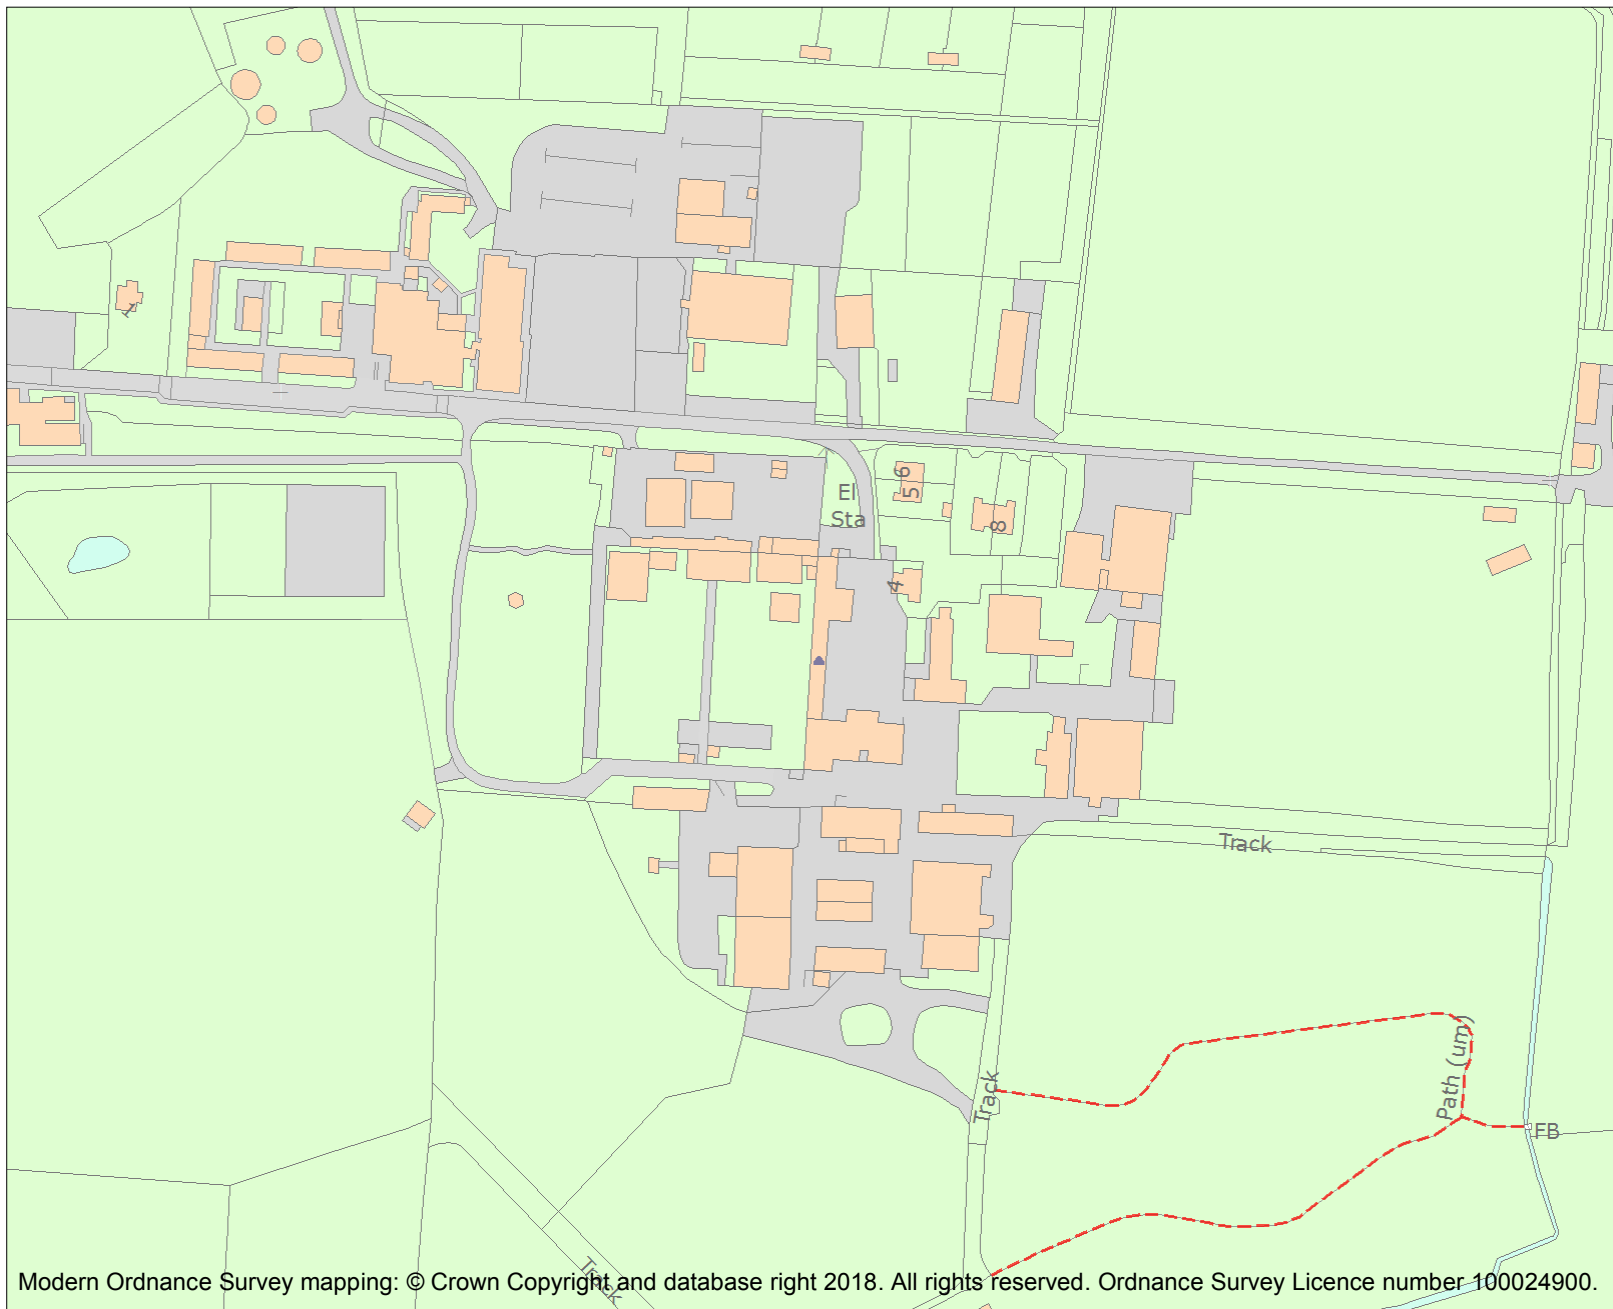 1
El
Sta
5 6
8
4
Track
Track
Path (um)
FB
Track
Modern Ordnance Survey mapping: © Crown Copyright and database right 2018. All rights reserved. Ordnance Survey Licence number 100024900.